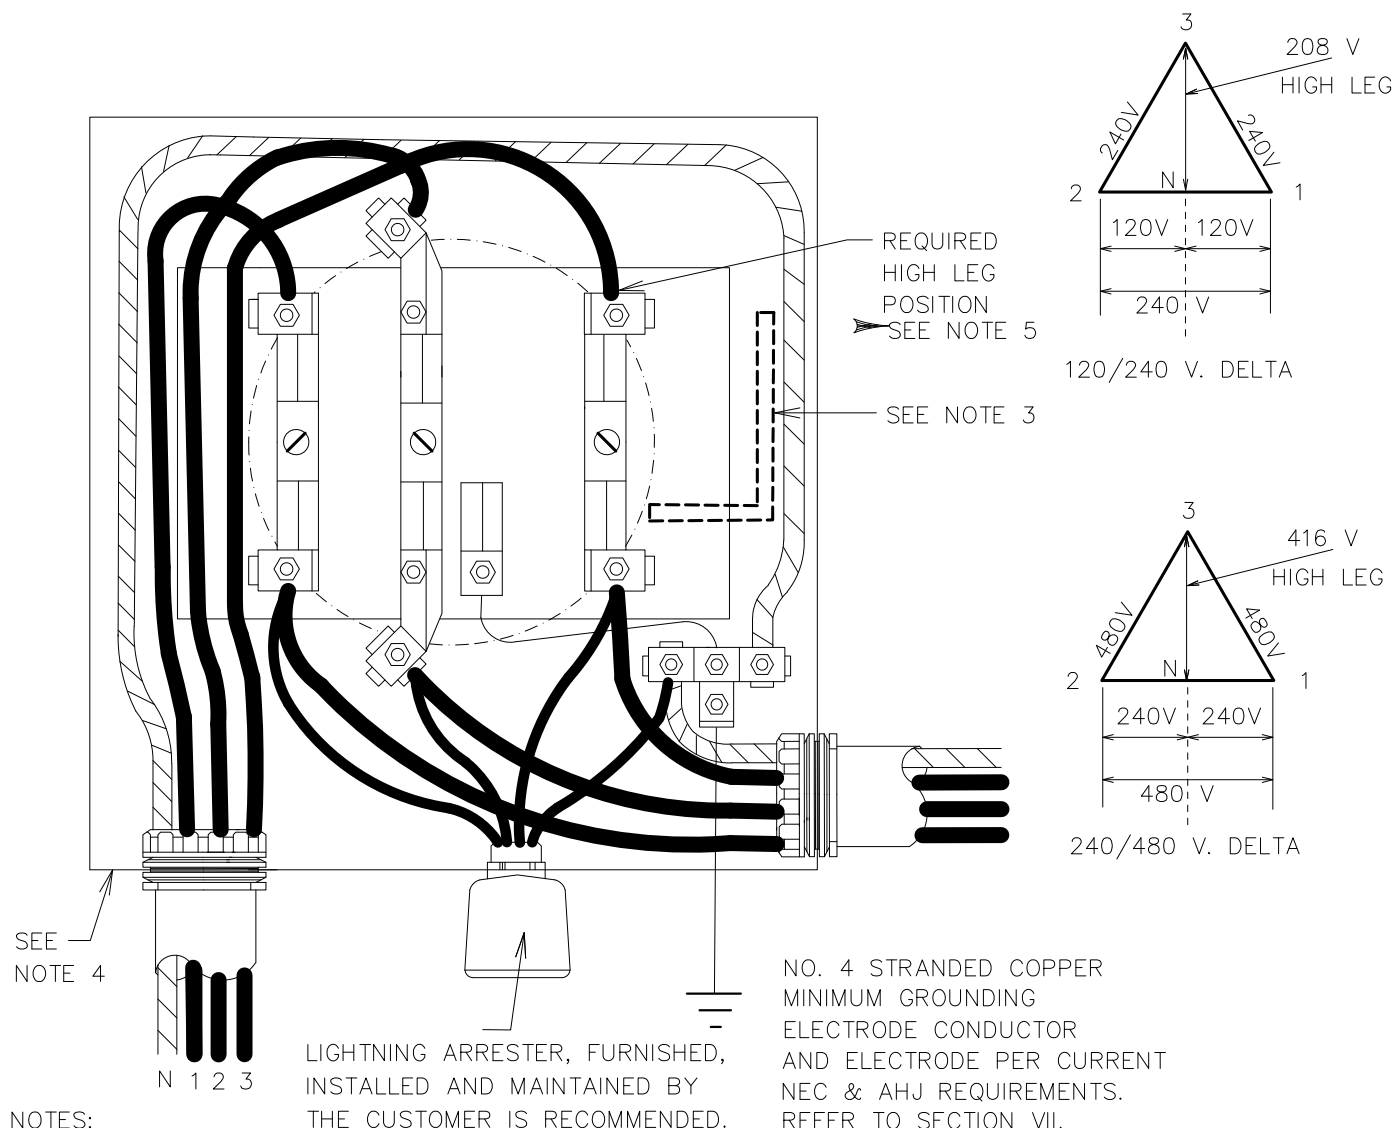 3
208 V
HIGH LEG
240V
240V
2
N
1
120V
120V
240 V
120/240 V. DELTA
REQUIRED
HIGH LEG
POSITION
SEE NOTE 5
SEE NOTE 3
3
416 V
HIGH LEG
480V
480V
2
N
1
240V
240V
480 V
240/480 V. DELTA
SEE
NOTE 4
N 1 2 3
LIGHTNING ARRESTER, FURNISHED,
INSTALLED AND MAINTAINED BY
THE CUSTOMER IS RECOMMENDED.
NO. 4 STRANDED COPPER
MINIMUM GROUNDING
ELECTRODE CONDUCTOR
AND ELECTRODE PER CURRENT
NEC & AHJ REQUIREMENTS.
REFER TO SECTION VII.
NOTES: